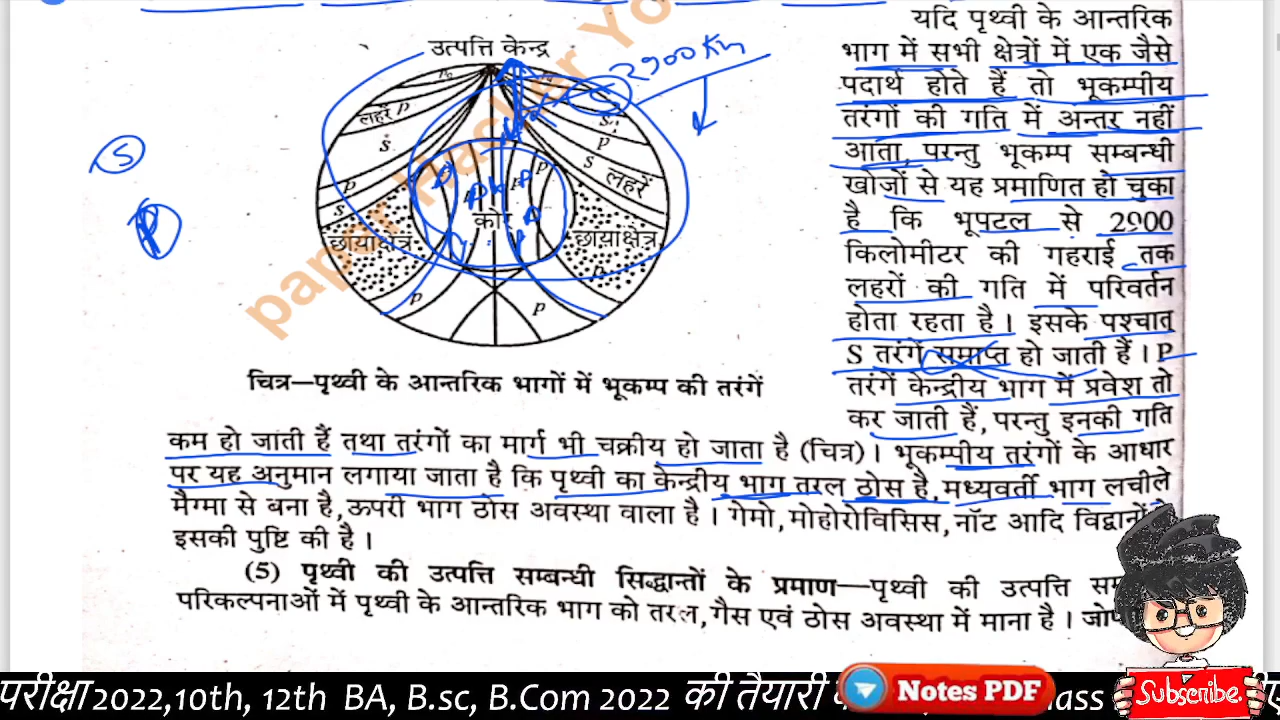 यदि पृथ्वी के आन्तरिक
भाग में सभी क्षेत्रों में एक जैसे
पदार्थ होते हैं तो भूकम्पीय
तरंगों की गति में अन्तर नहीं
आता, परन्तु भूकम्प सम्बन्धी
खोजों से यह प्रमाणित हो चुका
है कि भूपटल से 2900
किलोमीटर की गहराई तक
लहरों की गति में परिवर्तन
होता रहता है। इसके पश्चात्
S तरंगें समाप्त हो जाती हैं। P
तरंगें केन्द्रीय भाग में प्रवेश तो
कर जाती हैं, परन्तु इनकी गति
उत्पत्ति केन्द्र
2900 Km
लहरें P
S
P
S
S
P
S
लहरें
P
S
कोर
छायाक्षेत्र
छायाक्षेत्र
P
P
S
P
paper Hacker Yo
चित्र—पृथ्वी के आन्तरिक भागों में भूकम्प की तरंगें
कम हो जाती हैं तथा तरंगों का मार्ग भी चक्रीय हो जाता है (चित्र)। भूकम्पीय तरंगों के आधार
पर यह अनुमान लगाया जाता है कि पृथ्वी का केन्द्रीय भाग तरल ठोस है, मध्यवर्ती भाग लचीले
मैग्मा से बना है, ऊपरी भाग ठोस अवस्था वाला है। गेमो, मोहोरोविसिस, नॉट आदि विद्वानों ने
इसकी पुष्टि की है।
(5) पृथ्वी की उत्पत्ति सम्बन्धी सिद्धान्तों के प्रमाण—पृथ्वी की उत्पत्ति सम
परिकल्पनाओं में पृथ्वी के आन्तरिक भाग को तरल, गैस एवं ठोस अवस्था में माना है। जोप
परीक्षा 2022,10th, 12th BA, B.sc, B.Com 2022 की तैयारी
Notes PDF
lass
Subscribe.